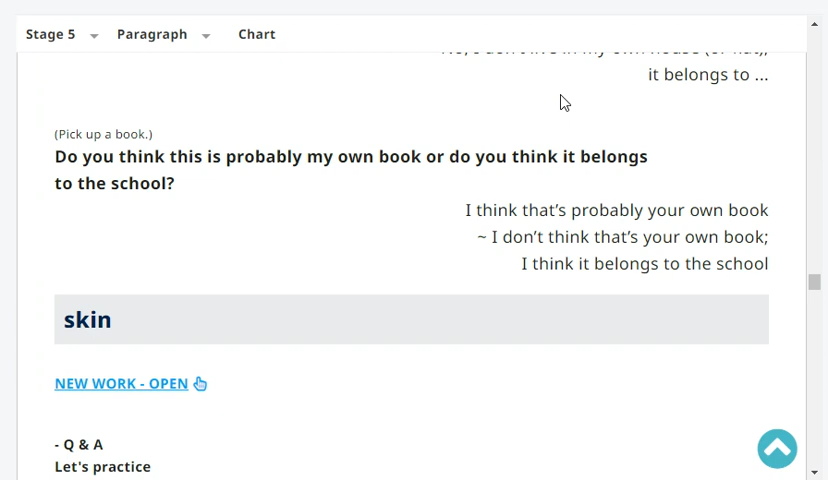 Stage 5 Paragraph Chart
it belongs to ...
(Pick up a book.)
Do you think this is probably my own book or do you think it belongs
to the school?
I think that’s probably your own book
~ I don’t think that’s your own book;
I think it belongs to the school
skin
NEW WORK - OPEN
- Q & A
Let's practice